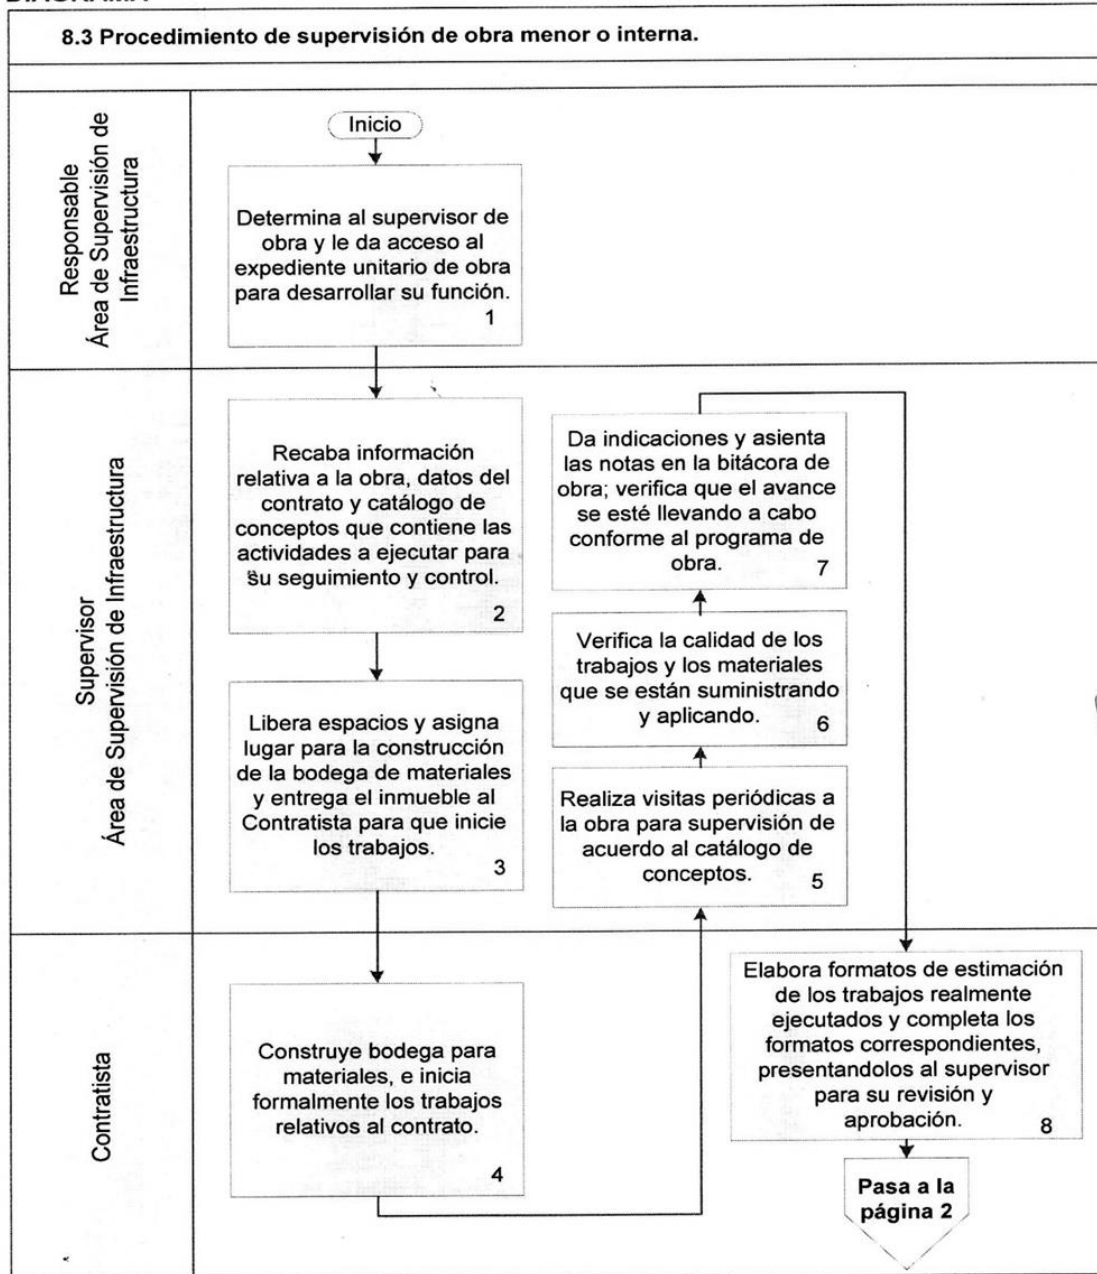 8.3 Procedimiento de supervisión de obra menor o interna.
Responsable
Área de Supervisión de
Infraestructura
Inicio
Determina al supervisor de
obra y le da acceso al
expediente unitario de obra
para desarrollar su función.
1
Supervisor
Área de Supervisión de Infraestructura
Recaba información
relativa a la obra, datos del
contrato y catálogo de
conceptos que contiene las
actividades a ejecutar para
su seguimiento y control.
2
Libera espacios y asigna
lugar para la construcción
de la bodega de materiales
y entrega el inmueble al
Contratista para que inicie
los trabajos.
3
Da indicaciones y asienta
las notas en la bitácora de
obra; verifica que el avance
se esté llevando a cabo
conforme al programa de
obra.
7
Verifica la calidad de los
trabajos y los materiales
que se están suministrando
y aplicando.
6
Realiza visitas periódicas a
la obra para supervisión de
acuerdo al catálogo de
conceptos.
5
Contratista
Construye bodega para
materiales, e inicia
formalmente los trabajos
relativos al contrato.
4
Elabora formatos de estimación
de los trabajos realmente
ejecutados y completa los
formatos correspondientes,
presentandolos al supervisor
para su revisión y
aprobación.
8
Pasa a la
página 2